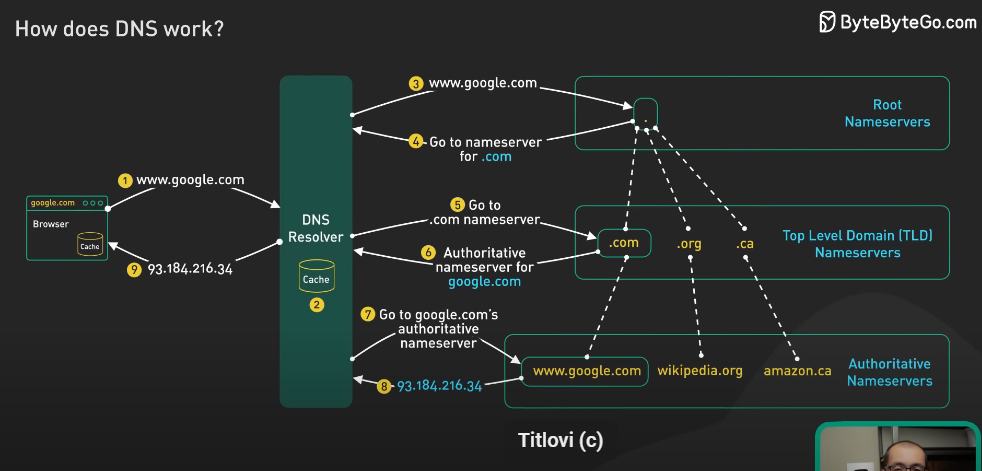 How does DNS work?
ByteByteGo.com
3 www.google.com
Root
Nameservers
.
4 Go to nameserver
for .com
1 www.google.com
google.com
Browser
Cache
9 93.184.216.34
DNS
Resolver
Cache
2
5 Go to
.com nameserver
6 Authoritative
nameserver for
google.com
.com .org .ca
Top Level Domain (TLD)
Nameservers
7 Go to google.com's
authoritative
nameserver
8 93.184.216.34
www.google.com wikipedia.org amazon.ca
Authoritative
Nameservers
Titlovi (c)